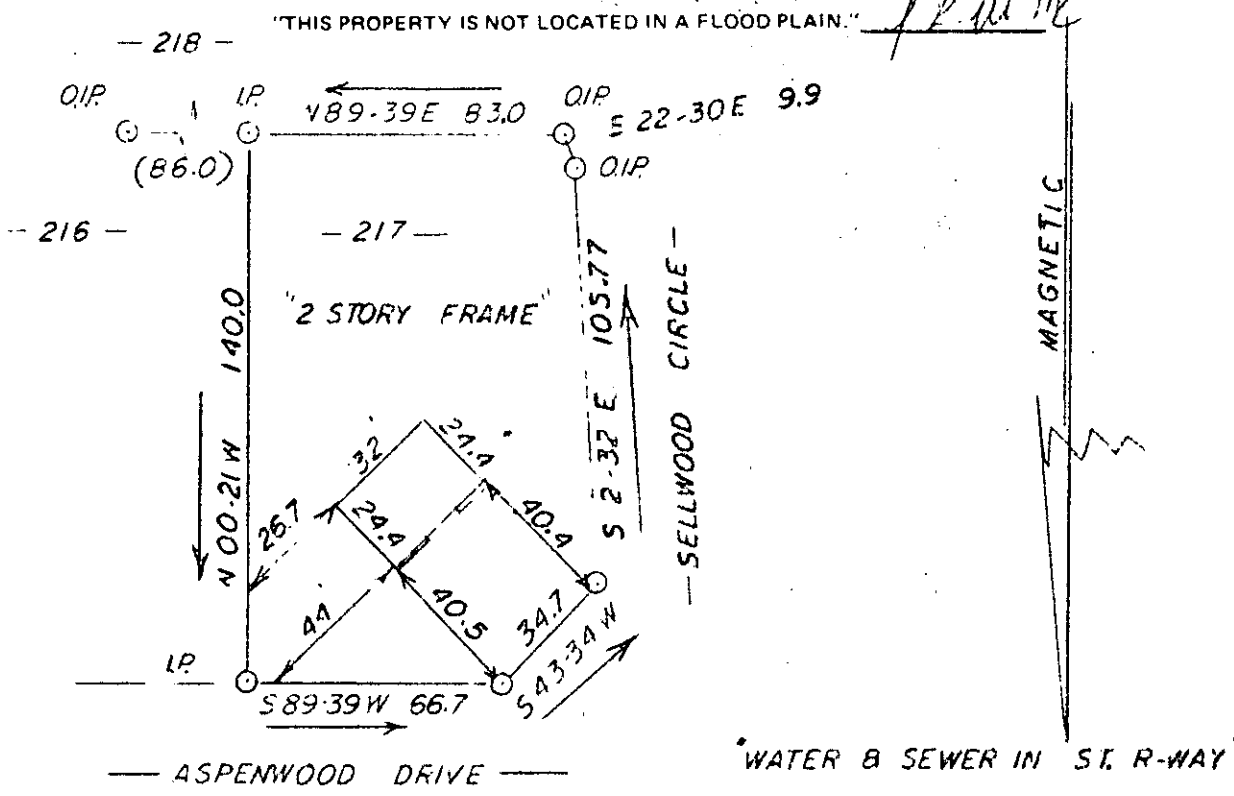 "THIS PROPERTY IS NOT LOCATED IN A FLOOD PLAIN."
— 218 —
O.I.P.
I.P.
N89-39E 83.0
O.I.P.
E 22-30E 9.9
(86.0)
O.I.P.
-- 216 —
— 217 —
"2 STORY FRAME"
N 00-21 W 140.0
S 2-32 E 105.77
— SELLWOOD CIRCLE —
MAGNETIC
32
24.4
26.7
24.4
40.4
44
40.5
34.7
S 43-34 W
I.P.
S 89-39 W 66.7
— ASPENWOOD DRIVE —
"WATER & SEWER IN ST. R-WAY"